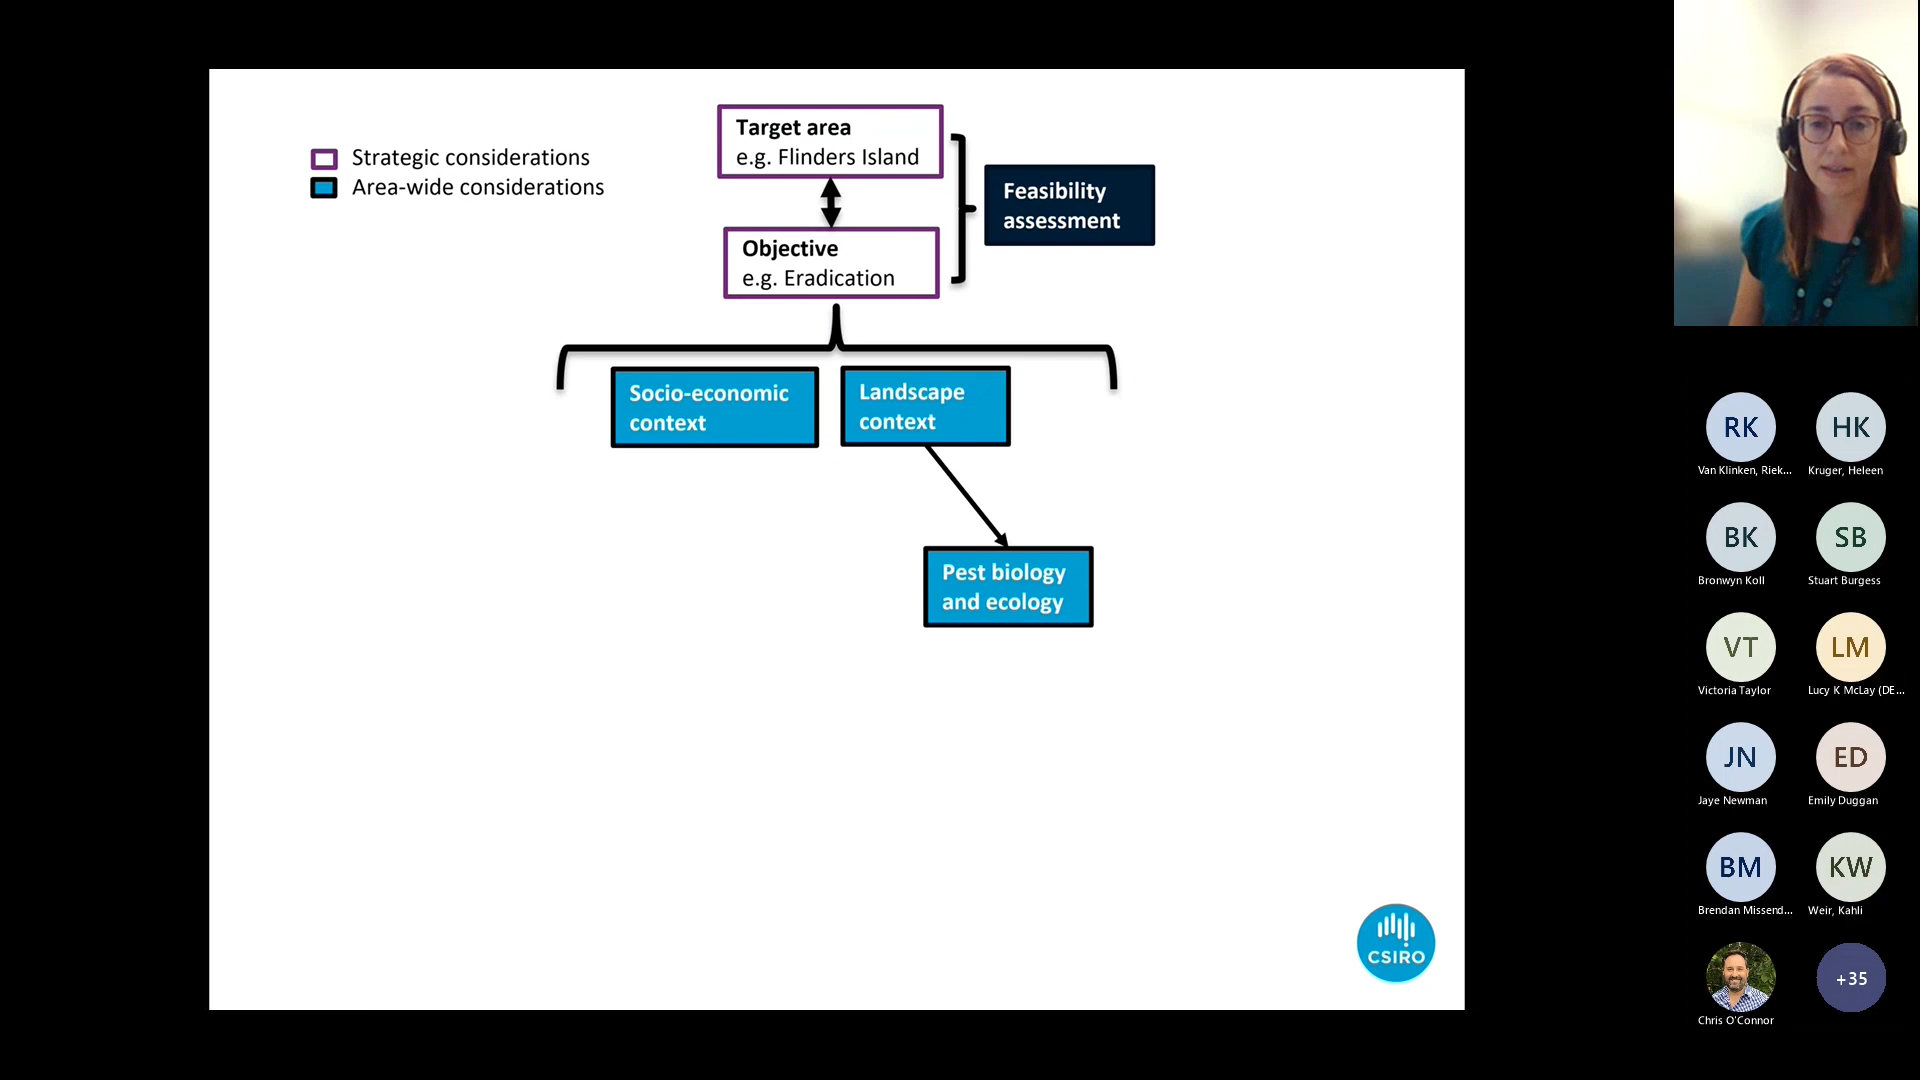 Strategic considerations
Area-wide considerations
Target area
e.g. Flinders Island
Objective
e.g. Eradication
Feasibility
assessment
Socio-economic
context
Landscape
context
Pest biology
and ecology
CSIRO
RK
Van Klinken, Riek...
HK
Kruger, Heleen
BK
Bronwyn Koll
SB
Stuart Burgess
VT
Victoria Taylor
LM
Lucy K McLay (DE...
JN
Jaye Newman
ED
Emily Duggan
BM
Brendan Missend...
KW
Weir, Kahli
Chris O'Connor
+35